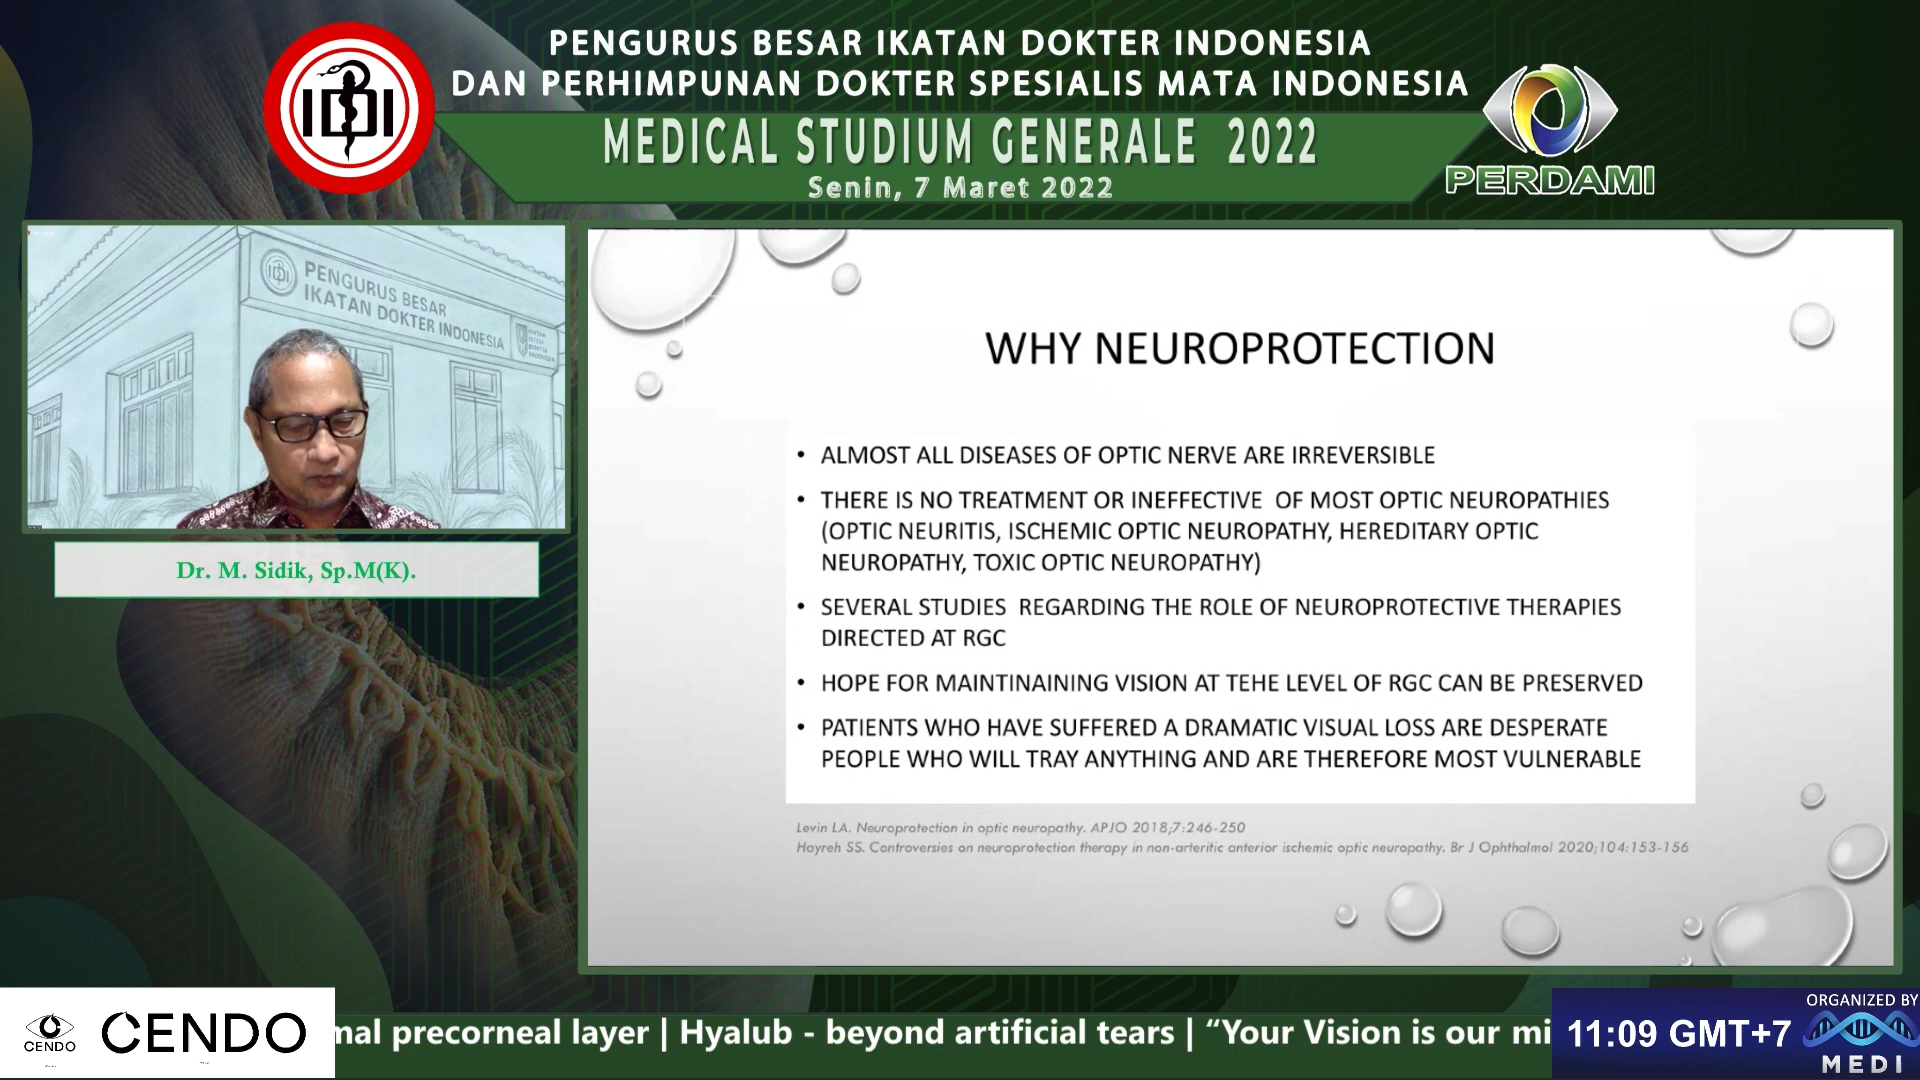 PENGURUS BESAR IKATAN DOKTER INDONESIA
DAN PERHIMPUNAN DOKTER SPESIALIS MATA INDONESIA
MEDICAL STUDIUM GENERALE 2022
Senin, 7 Maret 2022
IDI
PERDAMI
IDI
PENGURUS BESAR
IKATAN DOKTER INDONESIA
IKATAN
DOKTER
INDONESIA
Dr. M. Sidik, Sp.M(K).
WHY NEUROPROTECTION
• ALMOST ALL DISEASES OF OPTIC NERVE ARE IRREVERSIBLE
• THERE IS NO TREATMENT OR INEFFECTIVE OF MOST OPTIC NEUROPATHIES
(OPTIC NEURITIS, ISCHEMIC OPTIC NEUROPATHY, HEREDITARY OPTIC
NEUROPATHY, TOXIC OPTIC NEUROPATHY)
• SEVERAL STUDIES REGARDING THE ROLE OF NEUROPROTECTIVE THERAPIES
DIRECTED AT RGC
• HOPE FOR MAINTINAINING VISION AT TEHE LEVEL OF RGC CAN BE PRESERVED
• PATIENTS WHO HAVE SUFFERED A DRAMATIC VISUAL LOSS ARE DESPERATE
PEOPLE WHO WILL TRAY ANYTHING AND ARE THEREFORE MOST VULNERABLE
Levin LA. Neuroprotection in optic neuropathy. APJO 2018;7:246-250
Hayreh SS. Controversies on neuroprotection therapy in non-arteritic anterior ischemic optic neuropathy. Br J Ophthalmol 2020;104:153-156
CENDO
CENDO
mal precorneal layer | Hyalub - beyond artificial tears | “Your Vision is our mi
11:09 GMT+7
ORGANIZED BY
MEDI